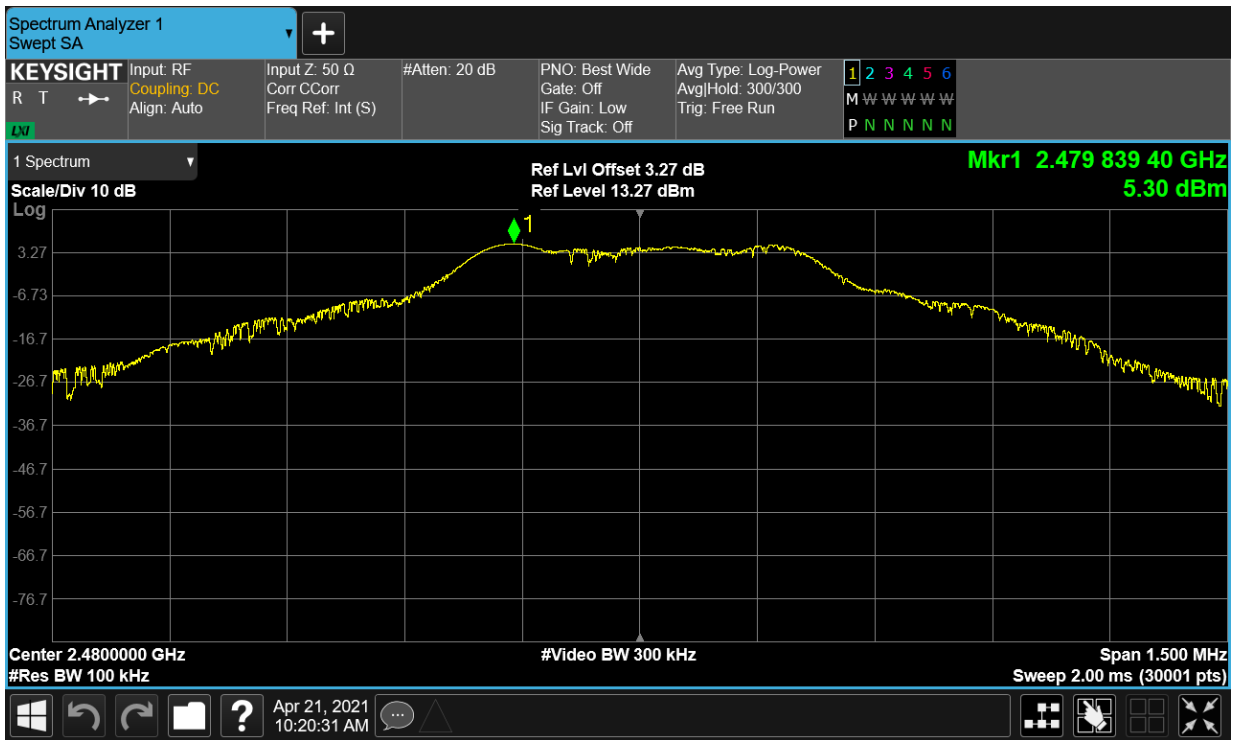 Spectrum Analyzer 1
Swept SA
KEYSIGHT
R T
LXI
Input: RF
Coupling: DC
Align: Auto
Input Z: 50 Ω
Corr CCorr
Freq Ref: Int (S)
#Atten: 20 dB
PNO: Best Wide
Gate: Off
IF Gain: Low
Sig Track: Off
Avg Type: Log-Power
Avg|Hold: 300/300
Trig: Free Run
1 2 3 4 5 6
M W W W W W
P N N N N N
1 Spectrum
Scale/Div 10 dB
Log
Ref Lvl Offset 3.27 dB
Ref Level 13.27 dBm
Mkr1 2.479 839 40 GHz
5.30 dBm
1
3.27
-6.73
-16.7
-26.7
-36.7
-46.7
-56.7
-66.7
-76.7
Center 2.4800000 GHz
#Video BW 300 kHz
Span 1.500 MHz
#Res BW 100 kHz
Sweep 2.00 ms (30001 pts)
?
Apr 21, 2021
10:20:31 AM